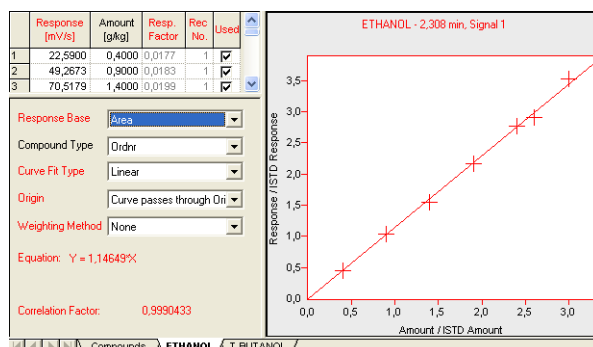 Response [mV/s] Amount [g/kg] Resp. Factor Rec No. Used
1 22,5900 0,4000 0,0177 1
2 49,2673 0,9000 0,0183 1
3 70,5179 1,4000 0,0199 1
Response Base Area
Compound Type Ordnr
Curve Fit Type Linear
Origin Curve passes through Ori
Weighting Method None
Equation: Y = 1,14649*X
Correlation Factor: 0,9990433
Compounds ETHANOL T-BUTANOL
ETHANOL - 2,308 min, Signal 1
Response / ISTD Response
3,5
3,0
2,5
2,0
1,5
1,0
0,5
0,0
0,0 0,5 1,0 1,5 2,0 2,5 3,0
Amount / ISTD Amount